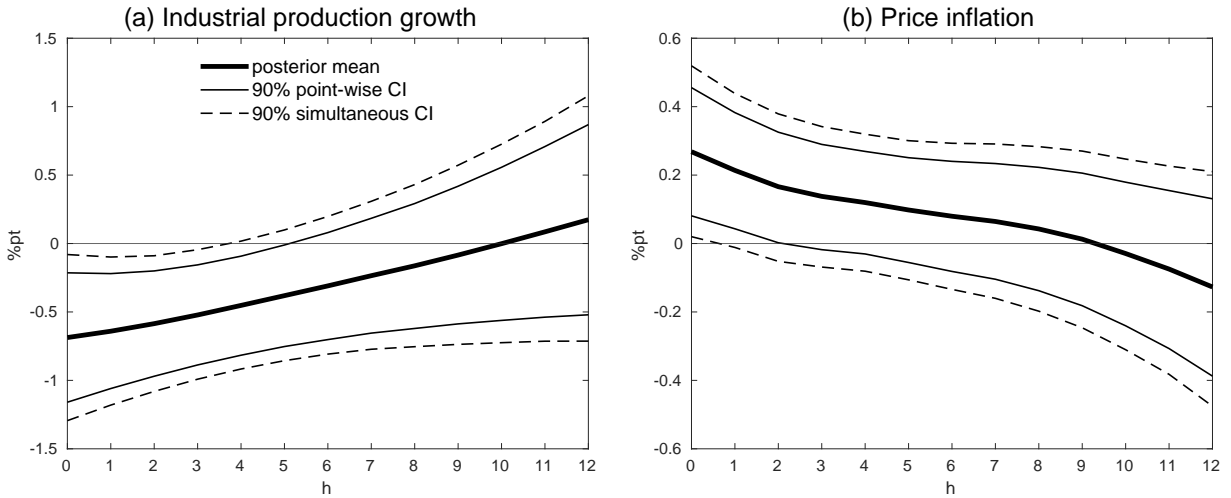 (a) Industrial production growth
1.5
1
0.5
0
-0.5
-1
-1.5
%pt
posterior mean
90% point-wise CI
90% simultaneous CI
0 1 2 3 4 5 6 7 8 9 10 11 12
h
(b) Price inflation
0.6
0.4
0.2
0
-0.2
-0.4
-0.6
%pt
0 1 2 3 4 5 6 7 8 9 10 11 12
h